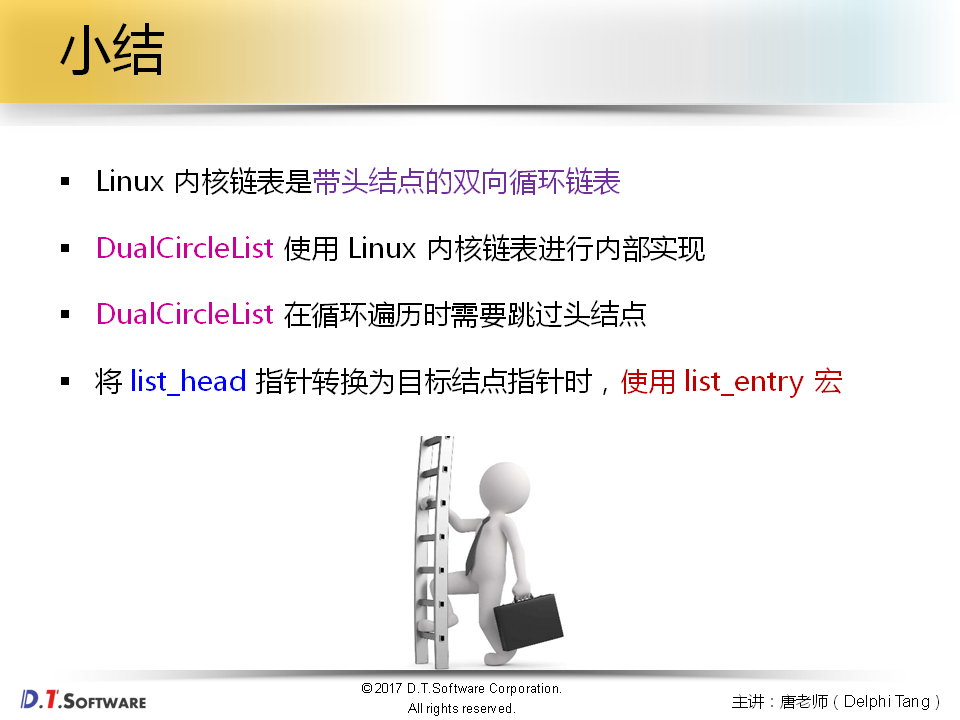 小结
▪ Linux 内核链表是带头结点的双向循环链表
▪ DualCircleList 使用 Linux 内核链表进行内部实现
▪ DualCircleList 在循环遍历时需要跳过头结点
▪ 将 list_head 指针转换为目标结点指针时，使用 list_entry 宏
D.T.SOFTWARE
©2017 D.T.Software Corporation.
All rights reserved.
主讲：唐老师（Delphi Tang）